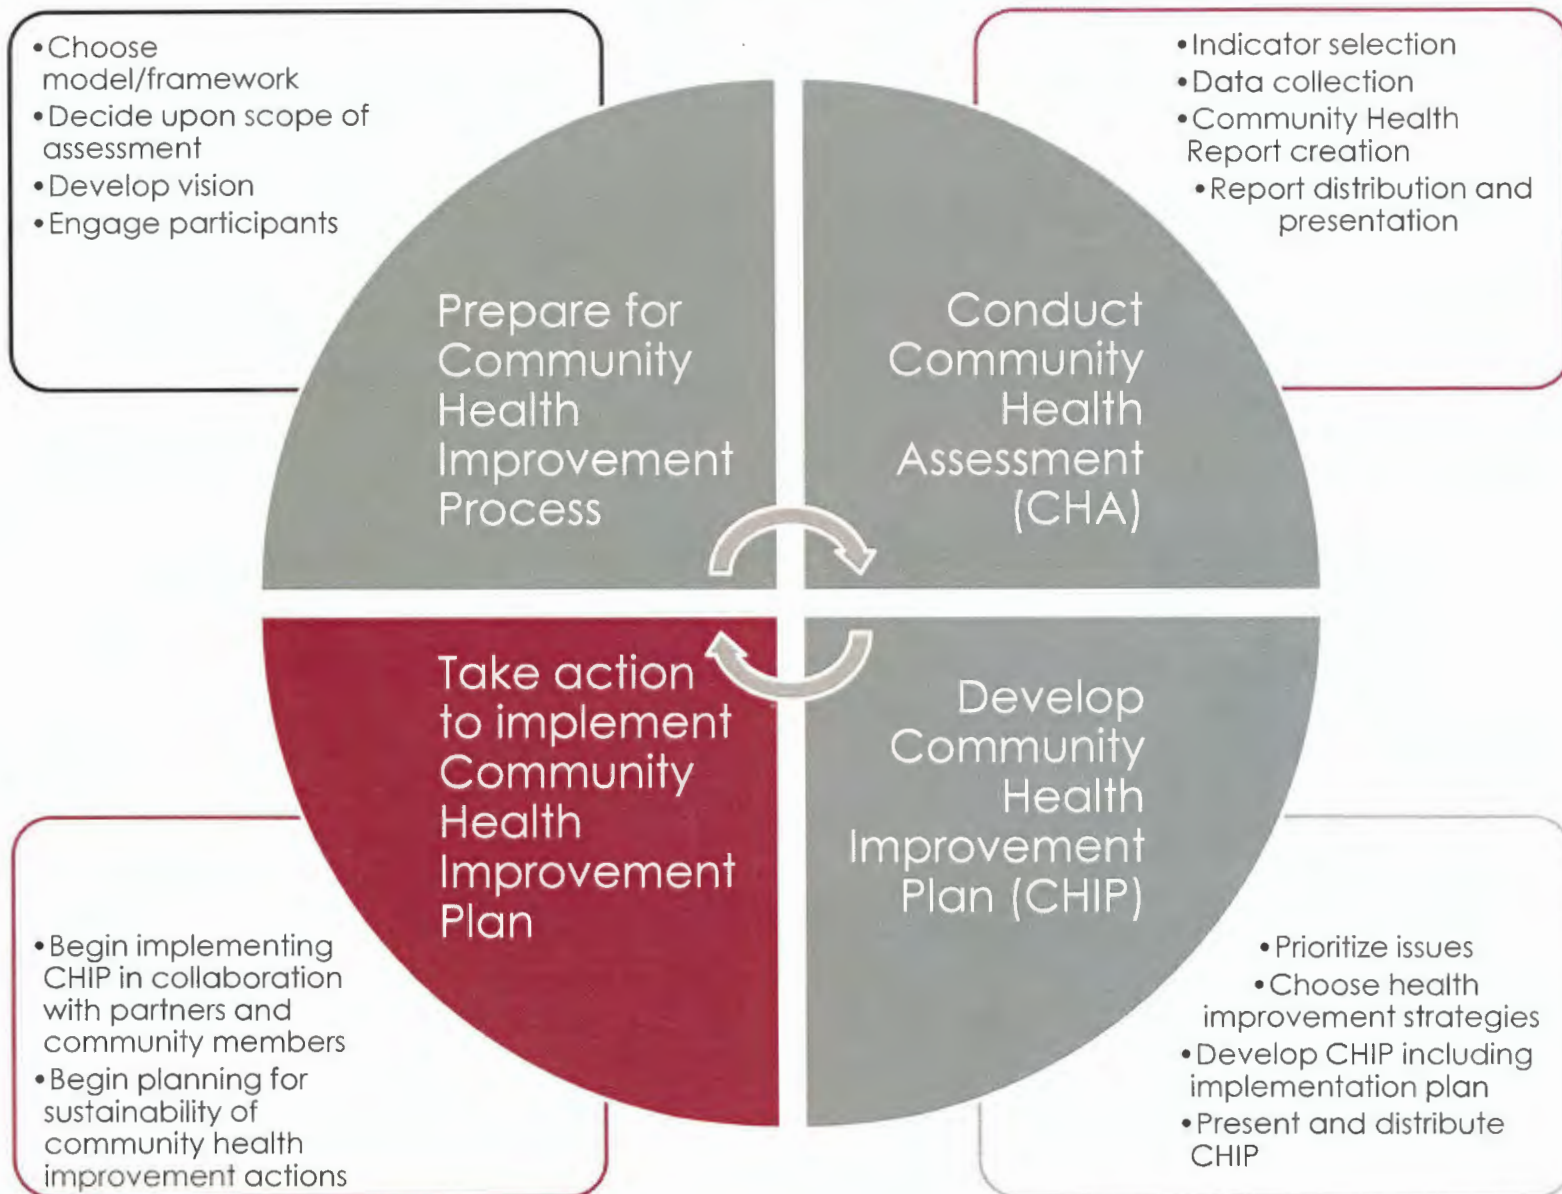 •Choose
model/framework
•Decide upon scope of
assessment
•Develop vision
•Engage participants
Prepare for
Community
Health
Improvement
Process
•Indicator selection
•Data collection
•Community Health
Report creation
•Report distribution and
presentation
Conduct
Community
Health
Assessment
(CHA)
Take action
to implement
Community
Health
Improvement
Plan
•Begin implementing
CHIP in collaboration
with partners and
community members
•Begin planning for
sustainability of
community health
improvement actions
Develop
Community
Health
Improvement
Plan (CHIP)
•Prioritize issues
•Choose health
improvement strategies
•Develop CHIP including
implementation plan
•Present and distribute
CHIP